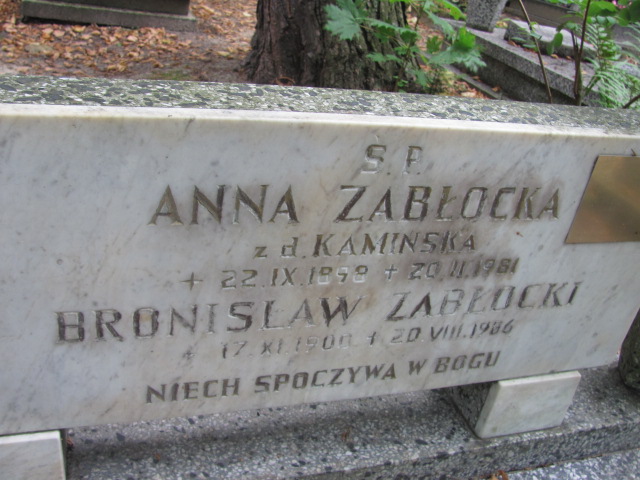 S. P.
ANNA ZABŁOCKA
z d. KAMIŃSKA
+ 22.IX.1898 + 20.II.1981
BRONISŁAW ZABŁOCKI
+ 17.XI.1900 + 20.VIII.1986
NIECH SPOCZYWA W BOGU